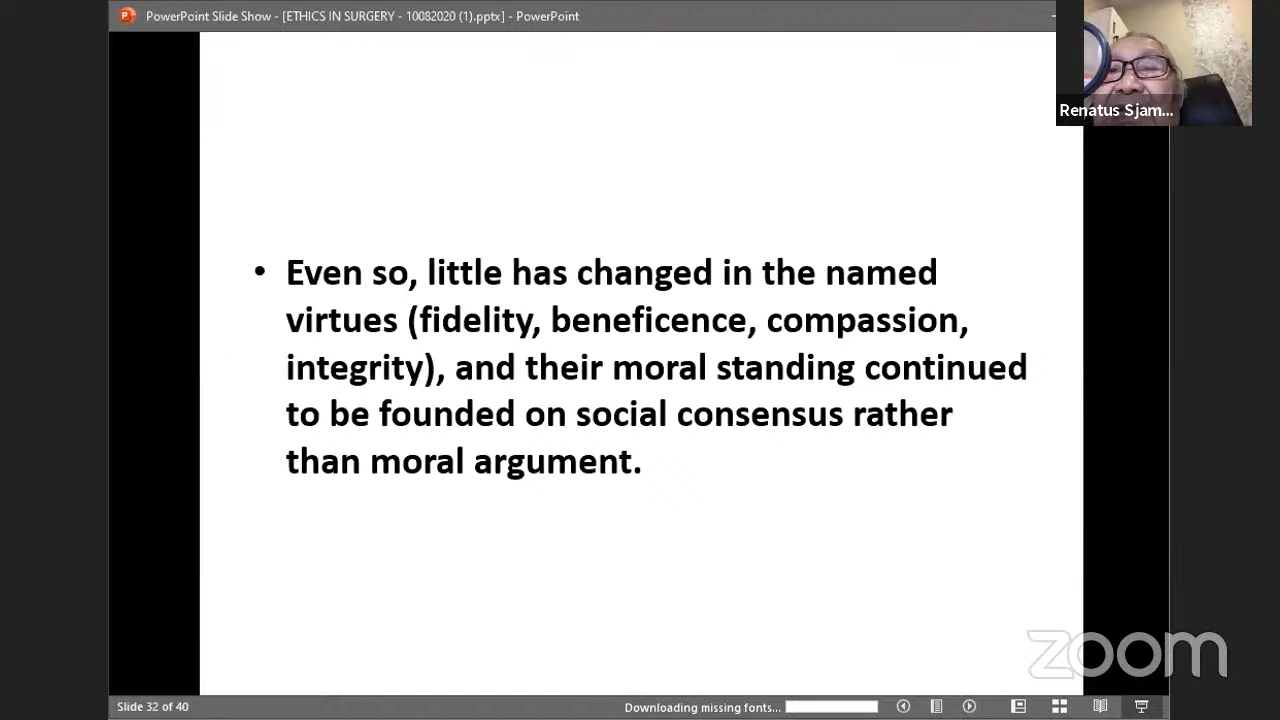 PowerPoint Slide Show - [ETHICS IN SURGERY - 10082020 (1).pptx] - PowerPoint
Renatus Sjam...
• Even so, little has changed in the named
virtues (fidelity, beneficence, compassion,
integrity), and their moral standing continued
to be founded on social consensus rather
than moral argument.
zoom
Slide 32 of 40
Downloading missing fonts...